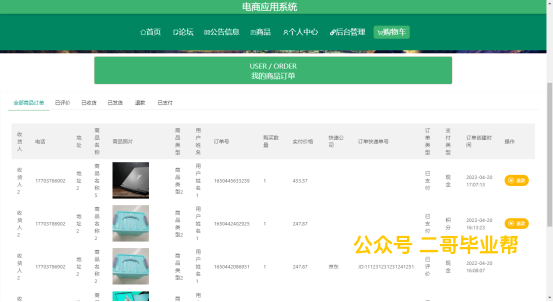 电商应用系统
首页 论坛 公告信息 商品 个人中心 后台管理 购物车
USER / ORDER
我的商品订单
全部商品订单 已评价 已收货 已发货 退款 已支付
收货人 电话 地址 商品名称 商品照片 商品类型 用户姓名 订单号 购买数量 实付价格 快递公司 订单快递单号 订单类型 支付类型 订单创建时间 操作
收货人2 17703786902 地址2 商品名称5 商品类型2 用户姓名1 1650445633239 1 433.57 已支付 现金 2022-04-20 17:07:13 退款
收货人2 17703786902 地址2 商品名称2 商品类型2 用户姓名1 1650442402925 1 247.87 已支付 积分 2022-04-20 16:13:23 退款
公众号 二哥毕业帮
收货人2 17703786902 地址2 商品名称2 商品类型2 用户姓名1 1 247.87 京东 已评价 现金 2022-04-20 16:08:07
商品